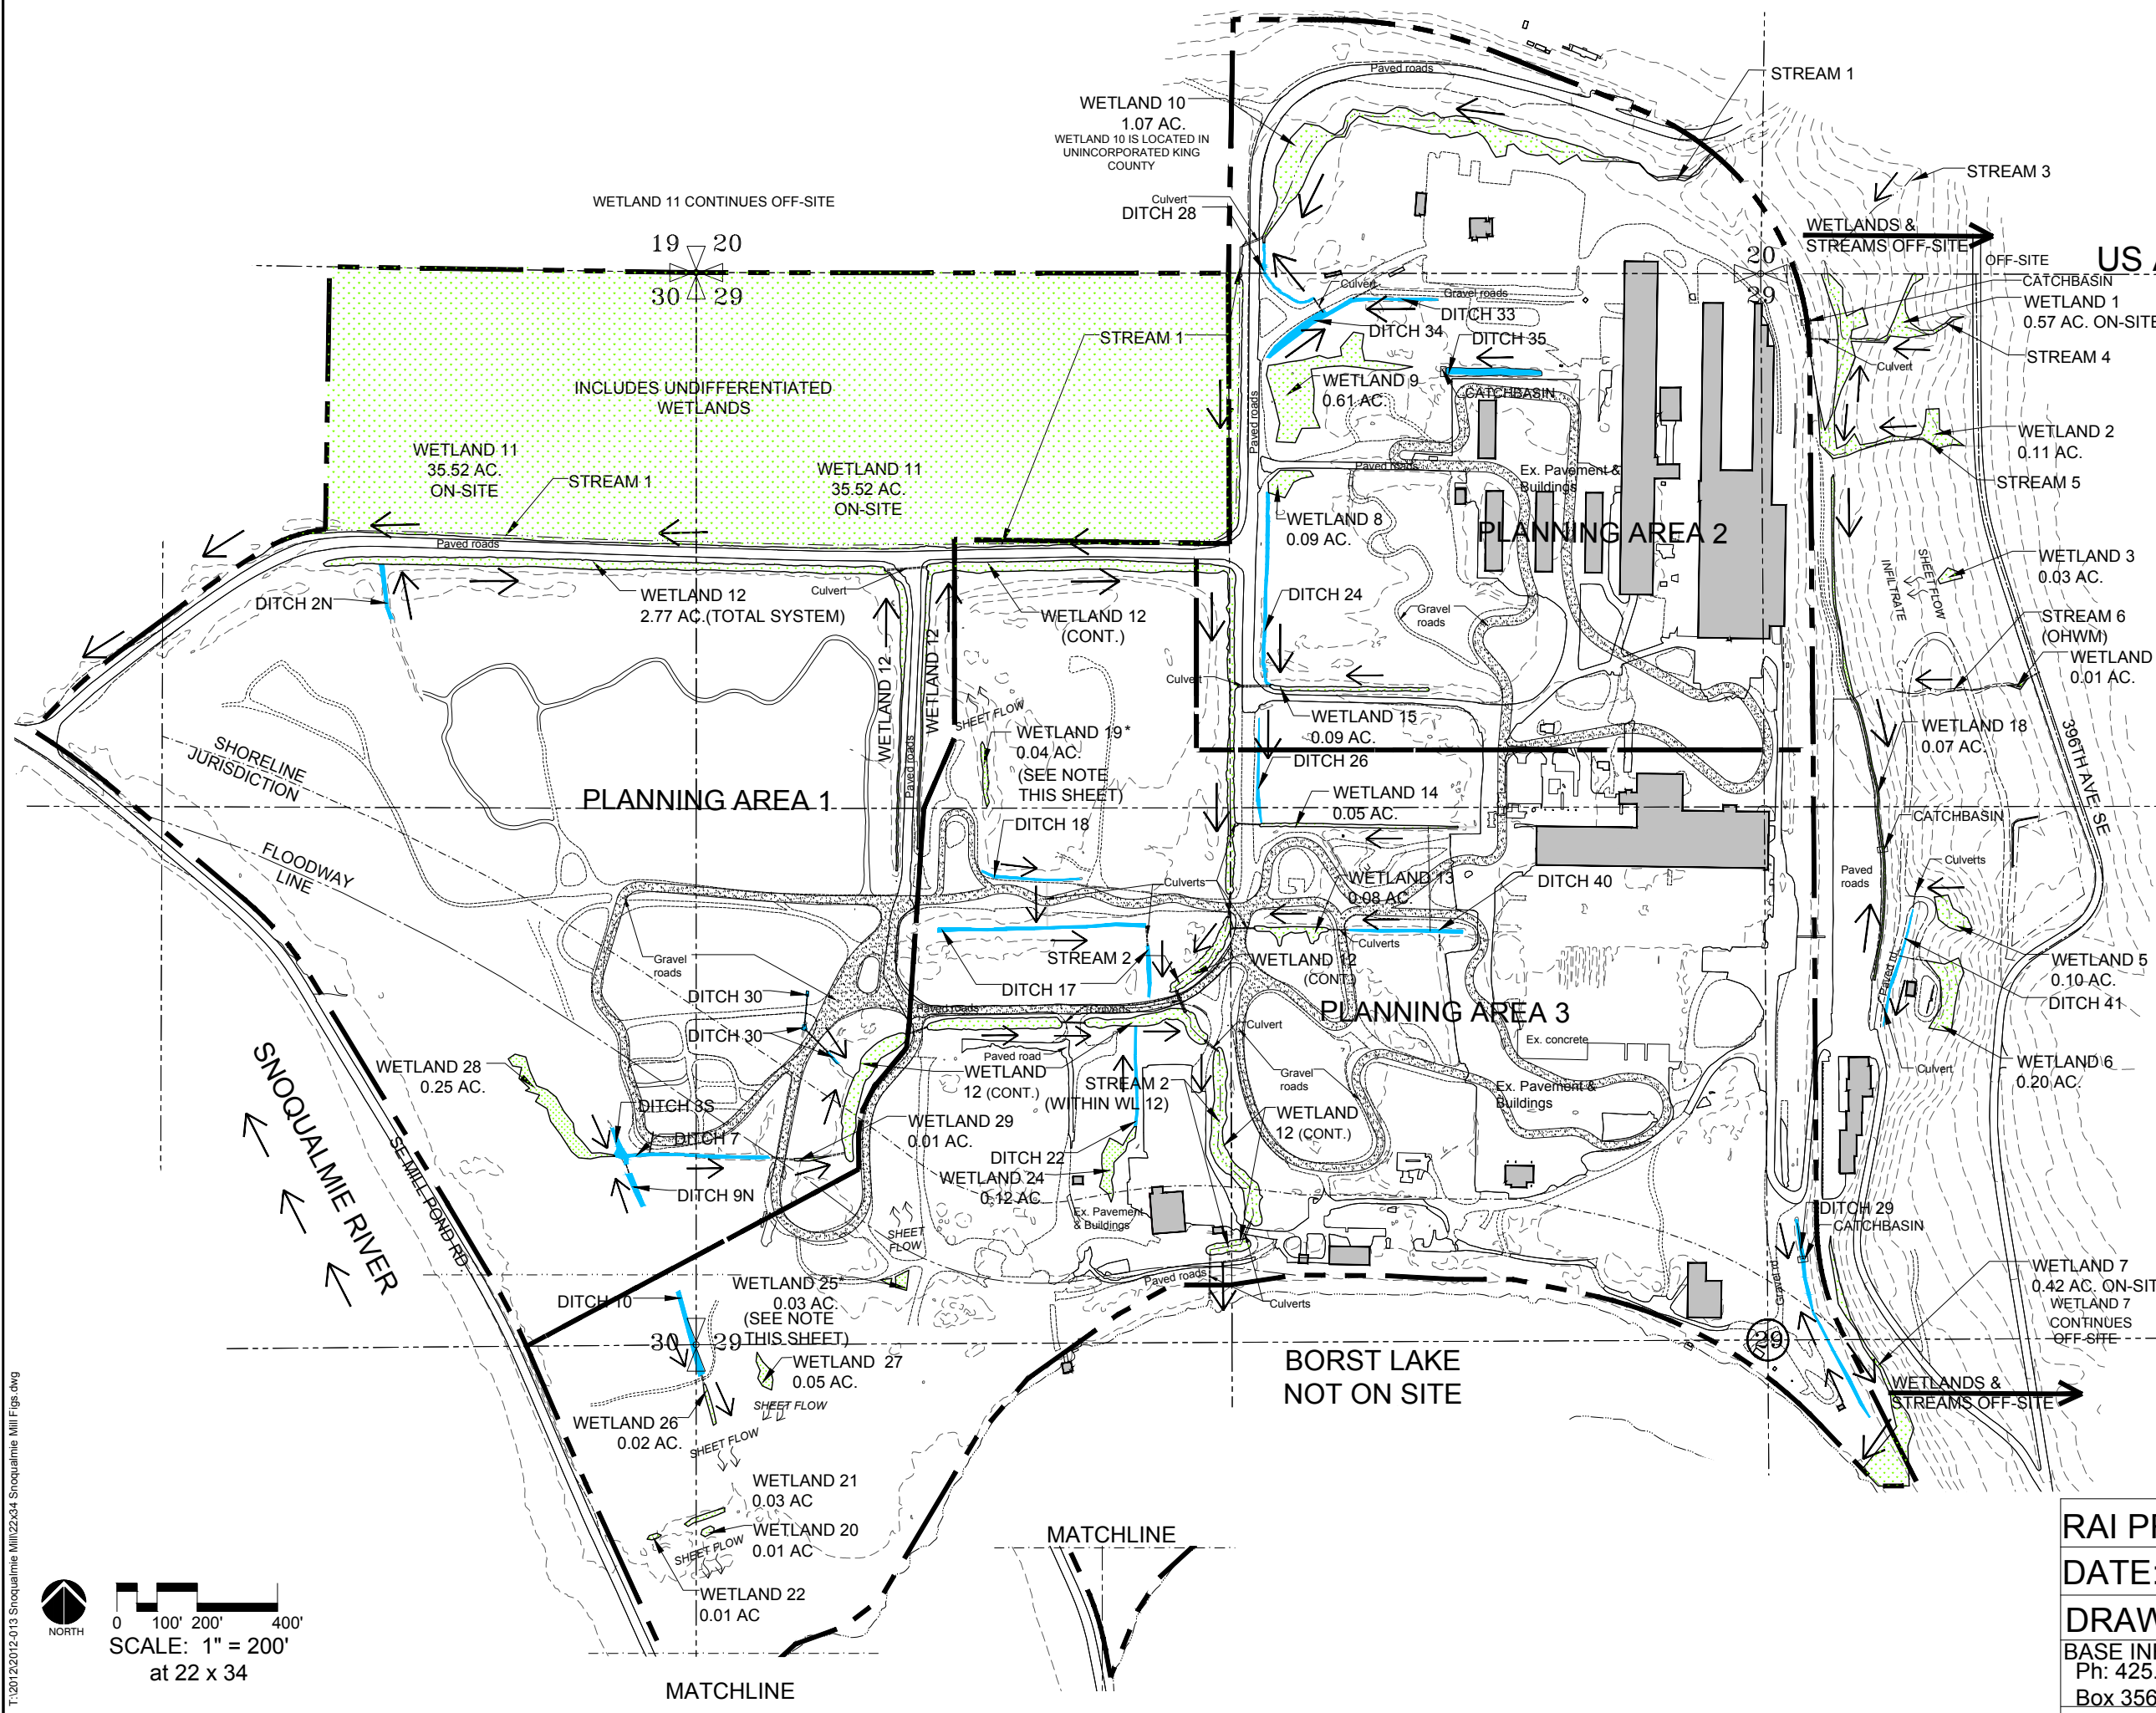 STREAM 1
Paved roads
WETLAND 10
1.07 AC.
WETLAND 10 IS LOCATED IN
UNINCORPORATED KING
COUNTY
STREAM 3
Culvert
DITCH 28
WETLAND 11 CONTINUES OFF-SITE
WETLANDS &
STREAMS OFF-SITE
19 20
30 29
20
29
OFF-SITE
US
CATCHBASIN
WETLAND 1
0.57 AC. ON-SITE
Culvert
Gravel roads
DITCH 33
DITCH 34
DITCH 35
STREAM 1
STREAM 4
Culvert
INCLUDES UNDIFFERENTIATED
WETLANDS
WETLAND 9
0.61 AC.
CATCHBASIN
Paved roads
WETLAND 2
0.11 AC.
WETLAND 11
35.52 AC.
ON-SITE
STREAM 1
WETLAND 11
35.52 AC.
ON-SITE
Paved roads
Ex. Pavement &
Buildings
STREAM 5
WETLAND 8
0.09 AC.
PLANNING AREA 2
Paved roads
SHEET FLOW
INFILTRATE
WETLAND 3
0.03 AC.
DITCH 2N
WETLAND 12
2.77 AC.(TOTAL SYSTEM)
Culvert
WETLAND 12
(CONT.)
DITCH 24
Gravel
roads
STREAM 6
(OHWM)
WETLAND
0.01 AC.
WETLAND 12
WETLAND 12
Culvert
SHEET FLOW
WETLAND 15
0.09 AC.
WETLAND 18
0.07 AC.
396TH AVE SE
WETLAND 19*
0.04 AC.
(SEE NOTE
THIS SHEET)
DITCH 26
SHORELINE
JURISDICTION
Paved roads
PLANNING AREA 1
WETLAND 14
0.05 AC.
DITCH 18
CATCHBASIN
FLOODWAY
LINE
Culverts
WETLAND 13
0.08 AC.
DITCH 40
Paved
roads
Culverts
Culverts
STREAM 2
WETLAND 12
(CONT.)
Gravel
roads
DITCH 17
DITCH 30
Paved rd
WETLAND 5
0.10 AC.
DITCH 41
Paved roads
Culverts
PLANNING AREA 3
DITCH 30
Culvert
Ex. concrete
SNOQUALMIE RIVER
WETLAND 28
0.25 AC.
Paved road
WETLAND
12 (CONT.)
STREAM 2
(WITHIN WL 12)
Gravel
roads
Ex. Pavement &
Buildings
Culvert
WETLAND 6
0.20 AC.
DITCH 3S
DITCH 7
WETLAND 29
0.01 AC.
WETLAND
12 (CONT.)
SE MILL POND RD.
DITCH 22
WETLAND 24
0.12 AC.
DITCH 9N
Ex. Pavement
& Buildings
SHEET
FLOW
DITCH 29
CATCHBASIN
Gravel
WETLAND 25*
0.03 AC.
(SEE NOTE
THIS SHEET)
Paved roads
Culverts
WETLAND 7
0.42 AC. ON-SIT
WETLAND 7
CONTINUES
OFF-SITE
DITCH 10
30 29
29
WETLAND 27
0.05 AC.
BORST LAKE
NOT ON SITE
WETLANDS &
STREAMS OFF-SITE
SHEET FLOW
WETLAND 26
0.02 AC.
SHEET FLOW
WETLAND 21
0.03 AC
WETLAND 20
0.01 AC
SHEET FLOW
WETLAND 22
0.01 AC
MATCHLINE
MATCHLINE
NORTH
0 100' 200' 400'
SCALE: 1" = 200'
at 22 x 34
T:\2012\2012-013 Snoqualmie Mill\22x34 Snoqualmie Mill Figs.dwg
RAI
DATE:
DRAW
BASE
Ph: 425.
Box 356